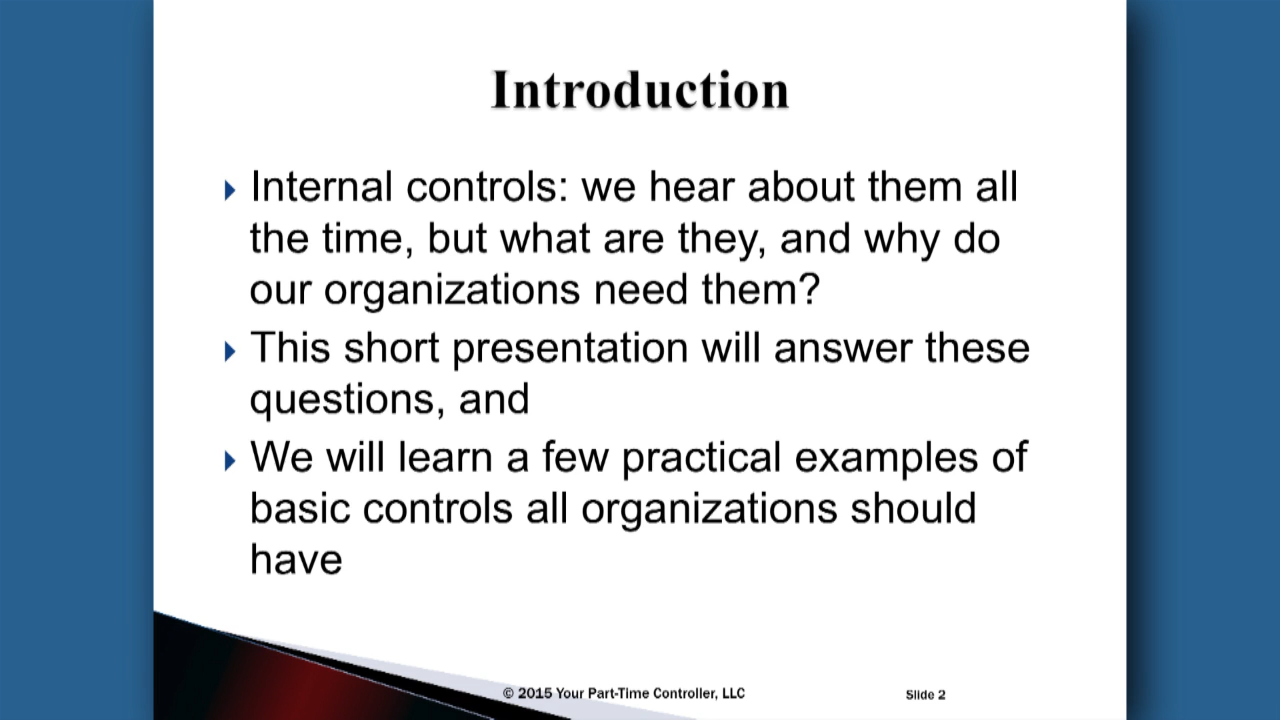 Introduction
Internal controls: we hear about them all
the time, but what are they, and why do
our organizations need them?
This short presentation will answer these
questions, and
We will learn a few practical examples of
basic controls all organizations should
have
© 2015 Your Part-Time Controller, LLC
Slide 2